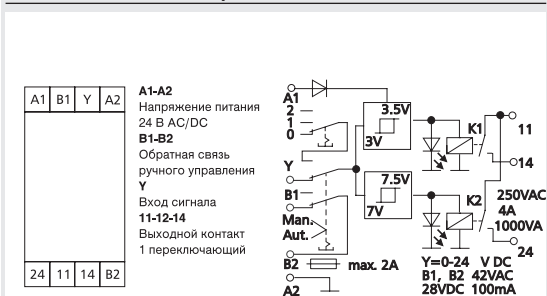 A1 B1 Y A2
24 11 14 B2
A1-A2
Напряжение питания
24 В AC/DC
B1-B2
Обратная связь
ручного управления
Y
Вход сигнала
11-12-14
Выходной контакт
1 переключающий
A1
2
1
0
Y
B1
Man.
Aut.
B2
max. 2A
A2
3.5V
3V
7.5V
7V
K1
11
14
K2
250VAC
4A
1000VA
24
Y=0-24 V DC
B1, B2 42VAC
28VDC 100mA